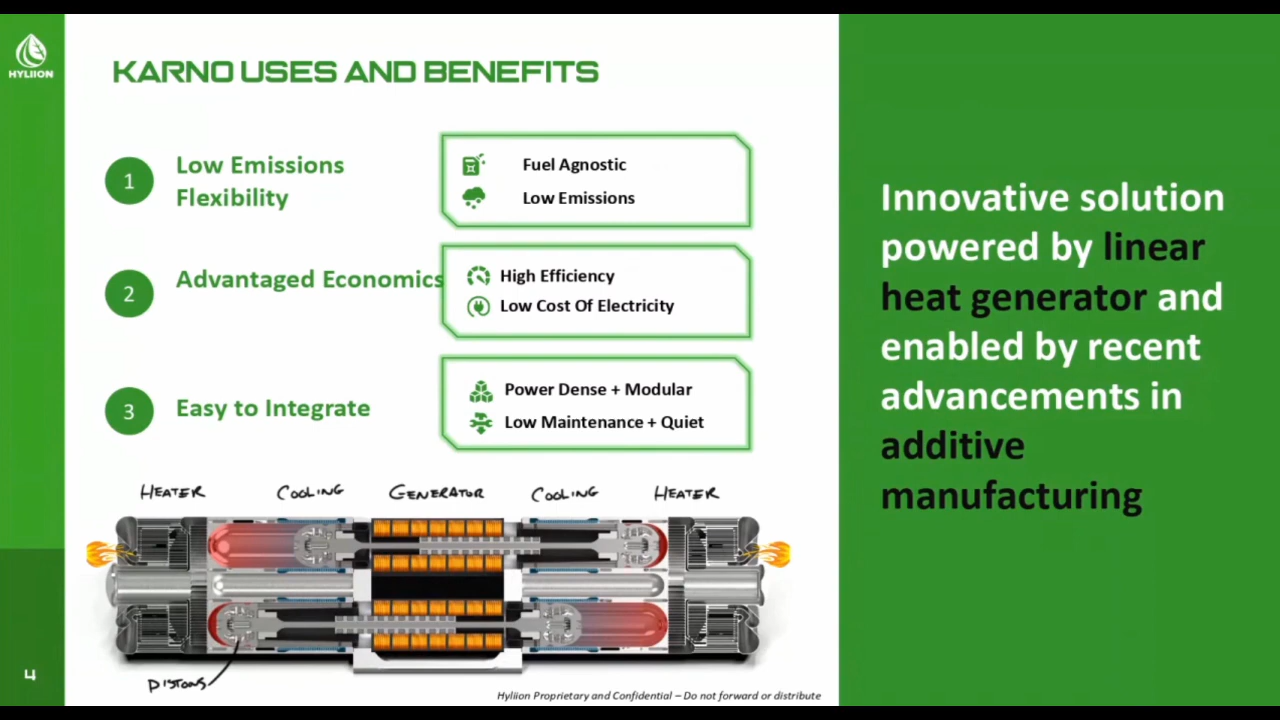 HYLIION
KARNO USES AND BENEFITS
1
Low Emissions
Flexibility
Fuel Agnostic
Low Emissions
2
Advantaged Economics
High Efficiency
Low Cost Of Electricity
3
Easy to Integrate
Power Dense + Modular
Low Maintenance + Quiet
Innovative solution
powered by linear
heat generator and
enabled by recent
advancements in
additive
manufacturing
HEATER COOLING GENERATOR COOLING HEATER
PISTONS
4
Hyliion Proprietary and Confidential – Do not forward or distribute